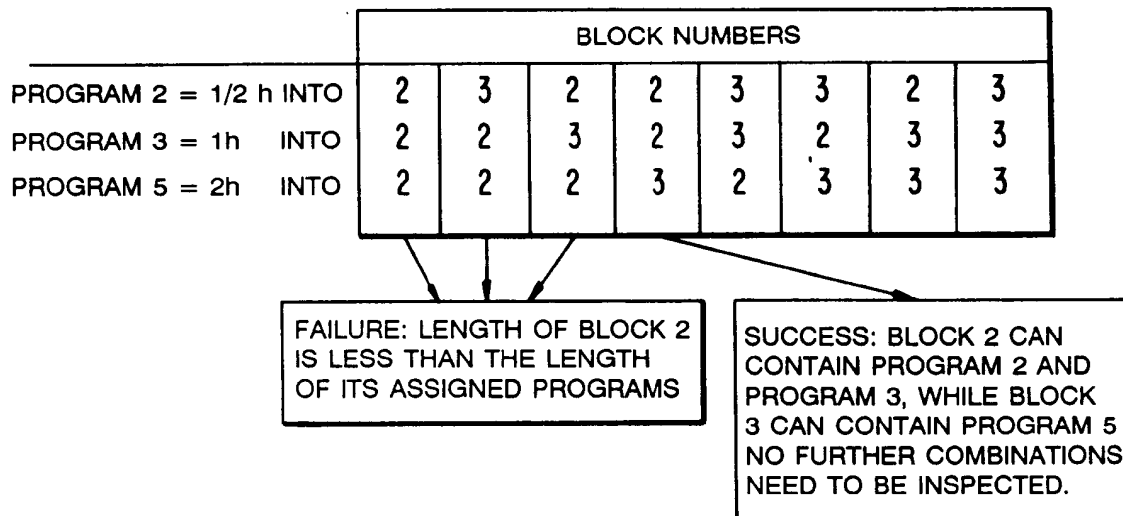 BLOCK NUMBERS
PROGRAM 2 = 1/2 h INTO 2 3 2 2 3 3 2 3
PROGRAM 3 = 1h INTO 2 2 3 2 3 2 3 3
PROGRAM 5 = 2h INTO 2 2 2 3 2 3 3 3
FAILURE: LENGTH OF BLOCK 2
IS LESS THAN THE LENGTH
OF ITS ASSIGNED PROGRAMS
SUCCESS: BLOCK 2 CAN
CONTAIN PROGRAM 2 AND
PROGRAM 3, WHILE BLOCK
3 CAN CONTAIN PROGRAM 5
NO FURTHER COMBINATIONS
NEED TO BE INSPECTED.